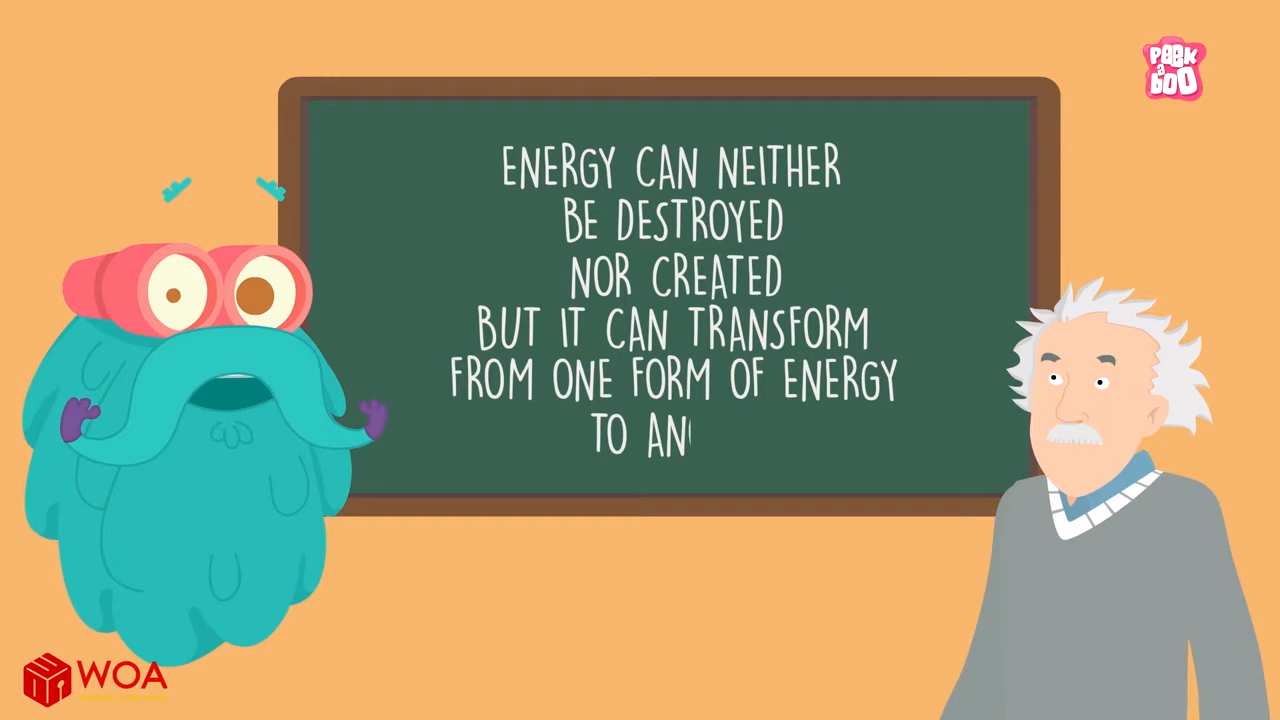 PEEK
a
BOO
ENERGY CAN NEITHER
BE DESTROYED
NOR CREATED
BUT IT CAN TRANSFORM
FROM ONE FORM OF ENERGY
TO AN
WOA